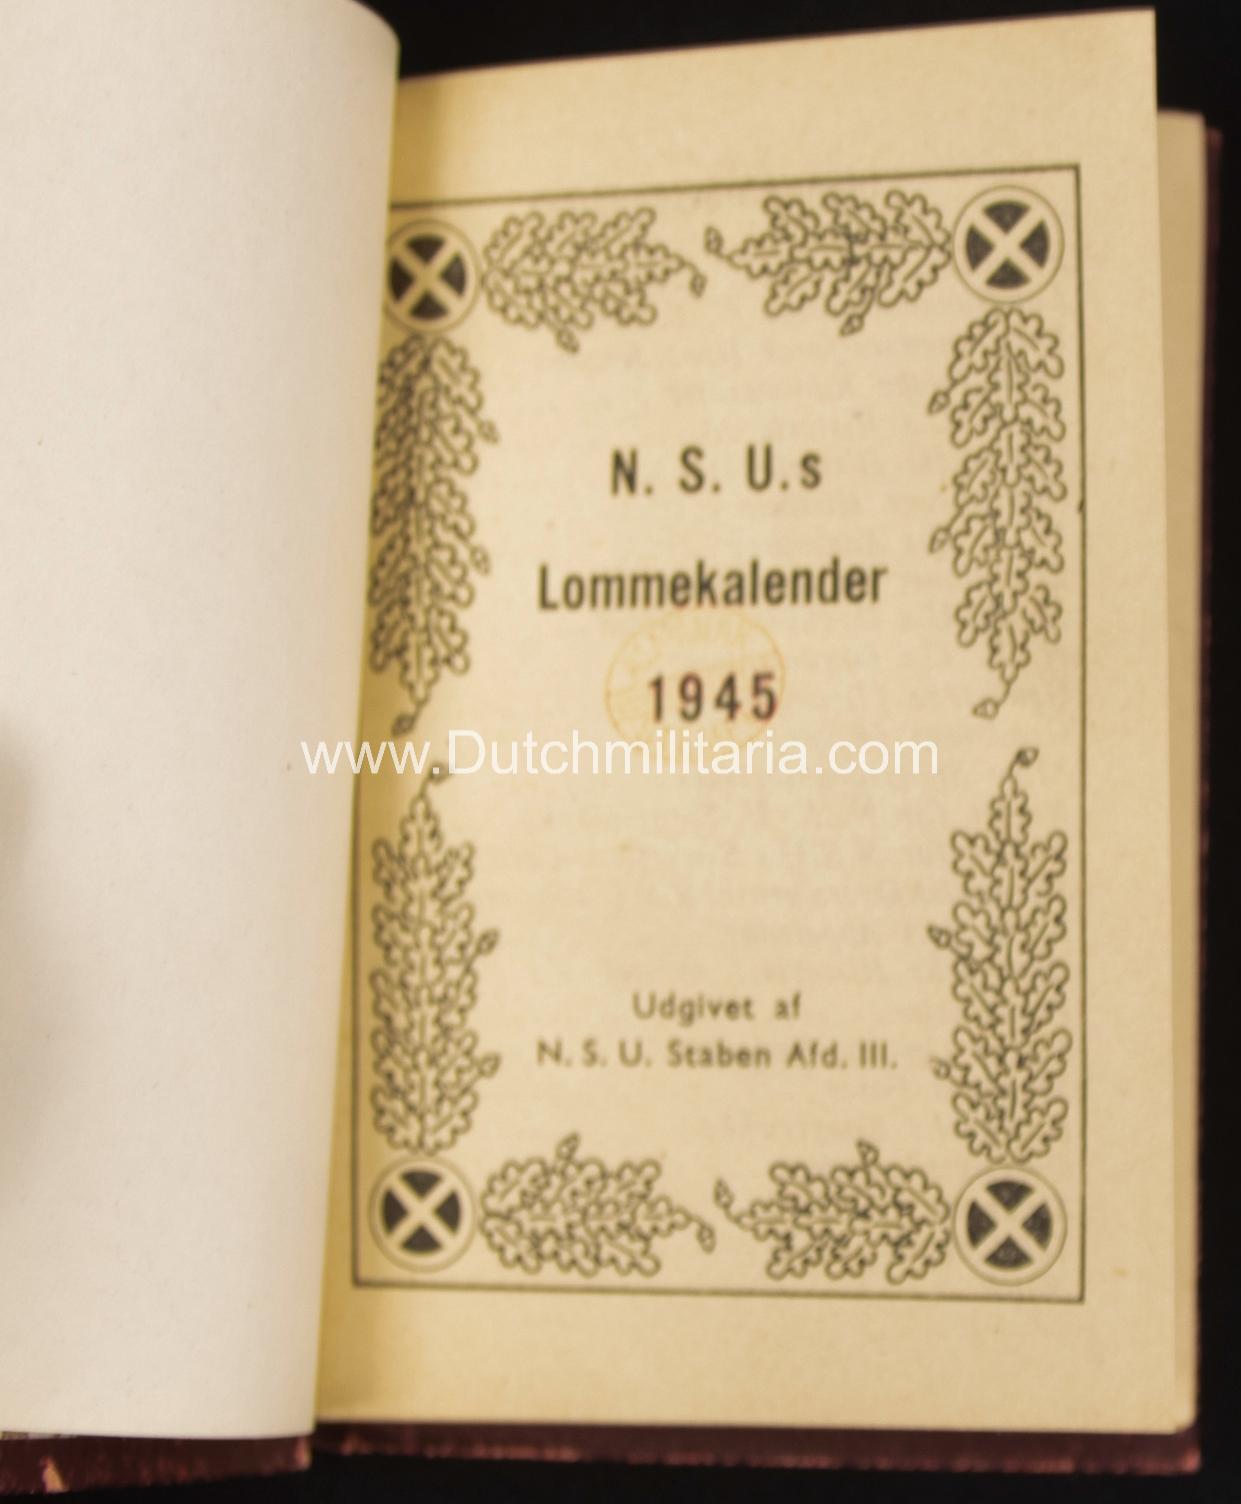 N. S. U.s
Lommekalender
1945
www.Dutchmilitaria.com
Udgivet af
N. S. U. Staben Afd. III.